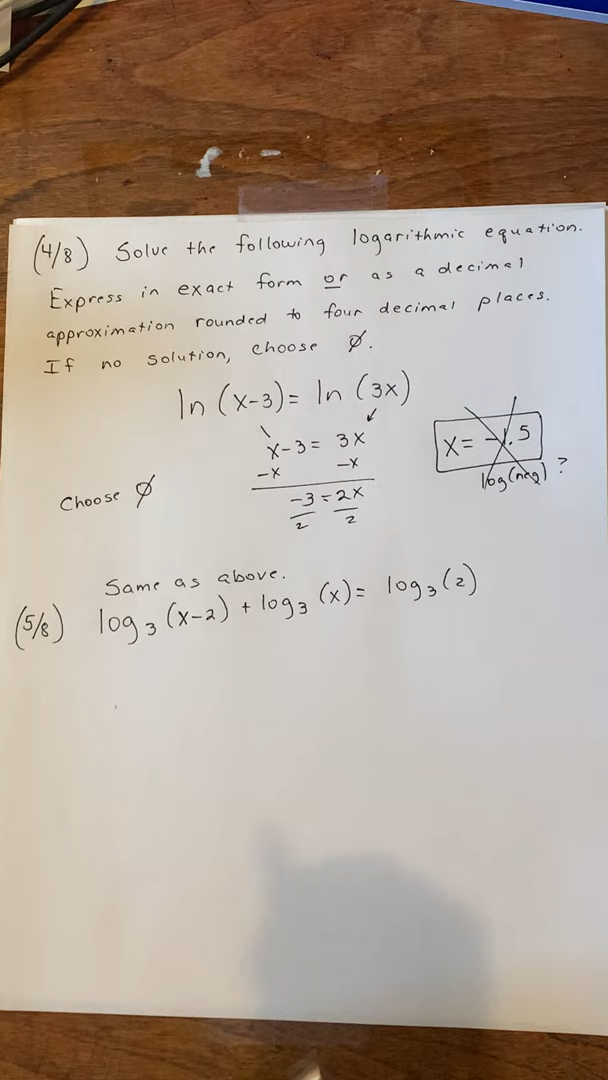 (4/8) Solve the following logarithmic equation.
Express in exact form or as a decimal
approximation rounded to four decimal places.
If no solution, choose ∅.
ln (x-3) = ln (3x)
x-3 = 3x
-x -x
-3 = 2x
2 2
x = -1.5
log(neg)?
Choose ∅
Same as above.
(5/8) log₃ (x-2) + log₃ (x) = log₃ (2)